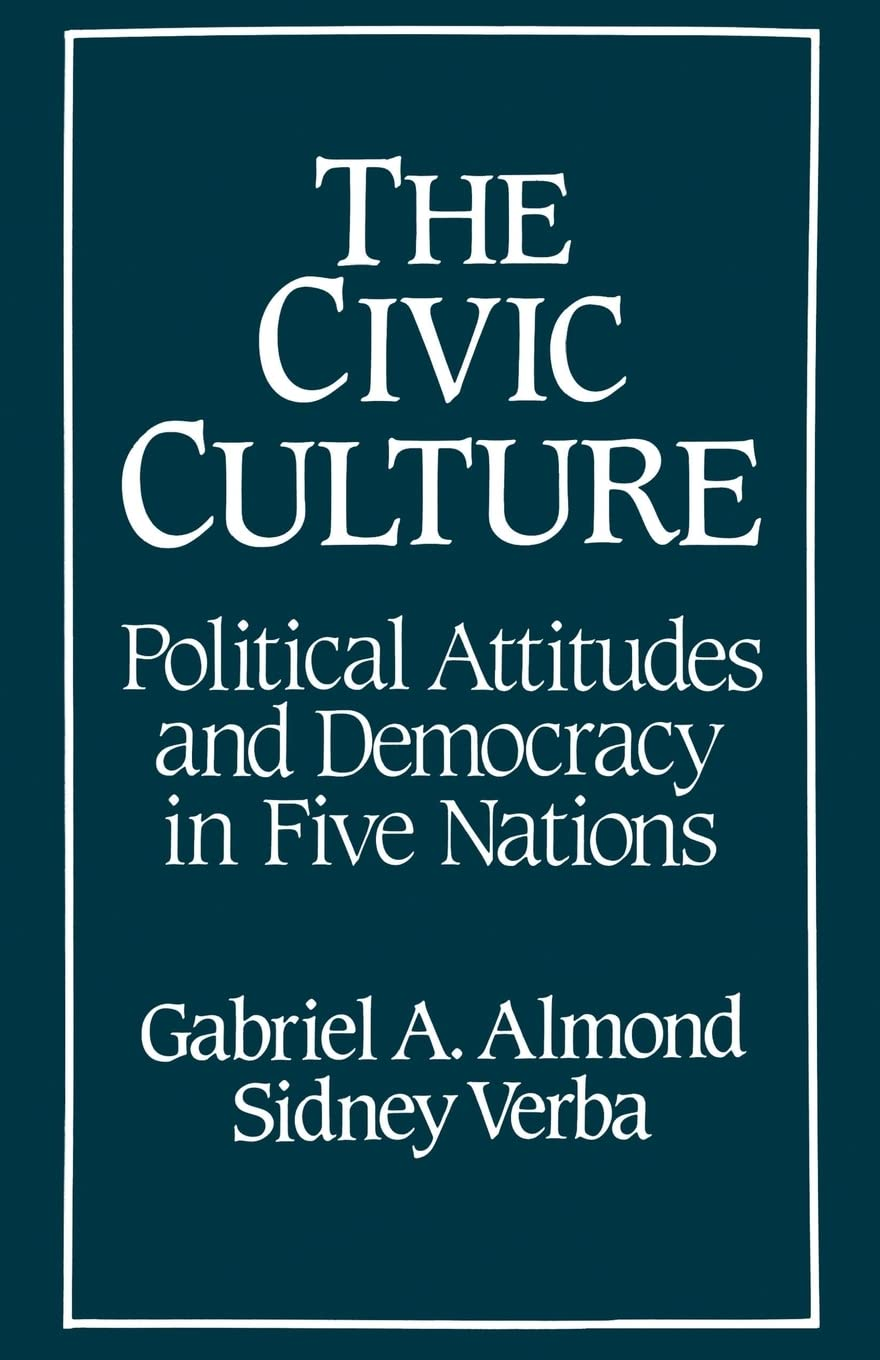 THE
CIVIC
CULTURE
Political Attitudes
and Democracy
in Five Nations
Gabriel A. Almond
Sidney Verba